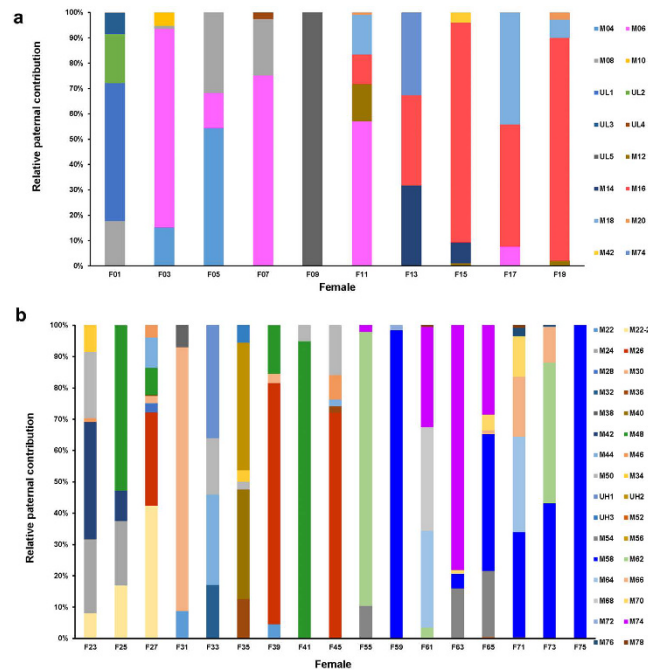 a
Relative paternal contribution
100%
90%
80%
70%
60%
50%
40%
30%
20%
10%
0%
F01 F03 F05 F07 F09 F11 F13 F15 F17 F19
Female
M04 M06
M08 M10
UL1 UL2
UL3 UL4
UL5 M12
M14 M16
M18 M20
M42 M74
b
Relative paternal contribution
100%
90%
80%
70%
60%
50%
40%
30%
20%
10%
0%
F23 F25 F27 F31 F33 F35 F39 F41 F45 F55 F59 F61 F63 F65 F71 F73 F75
Female
M22 M22-2
M24 M26
M28 M30
M32 M36
M38 M40
M42 M48
M44 M46
M50 M34
UH1 UH2
UH3 M52
M54 M56
M58 M62
M64 M66
M68 M70
M72 M74
M76 M78